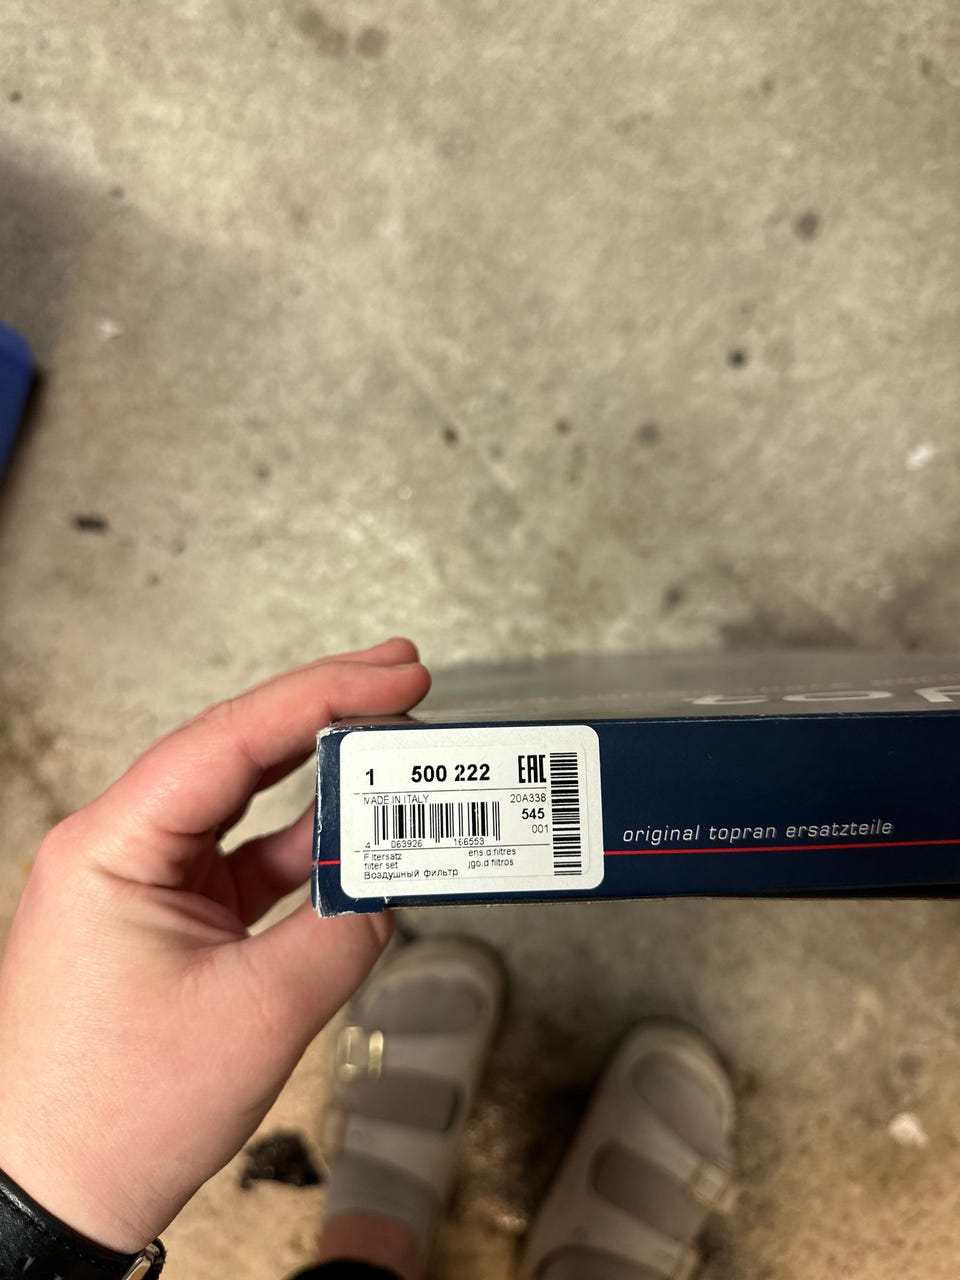 1 500 222 EAC
MADE IN ITALY 20A33B
545
001
4 063926 166553
Filtersatz ens.d.filtres
filter set jgo.d.filtros
Воздушный фильтр
original topran ersatzteile